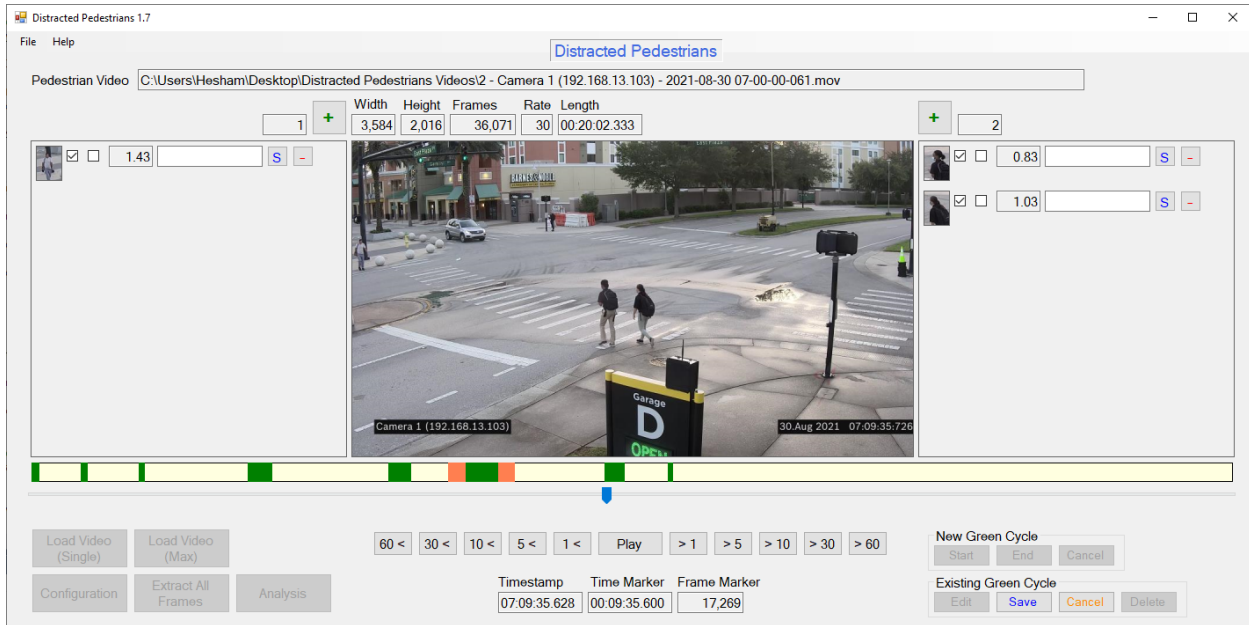 Distracted Pedestrians 1.7
File Help
Distracted Pedestrians
Pedestrian Video C:\Users\Hesham\Desktop\Distracted Pedestrians Videos\2 - Camera 1 (192.168.13.103) - 2021-08-30 07-00-00-061.mov
Width Height Frames Rate Length
1 + 3,584 2,016 36,071 30 00:20:02.333 + 2
1.43 S -
BARNES & NOBLE
0.83 S -
1.03 S -
Garage
D
OPEN
Camera 1 (192.168.13.103) 30.Aug 2021 07:09:35:726
Load Video (Single)
Load Video (Max)
60 < 30 < 10 < 5 < 1 < Play > 1 > 5 > 10 > 30 > 60
New Green Cycle
Start End Cancel
Configuration
Extract All Frames
Analysis
Timestamp Time Marker Frame Marker
07:09:35.628 00:09:35.600 17,269
Existing Green Cycle
Edit Save Cancel Delete